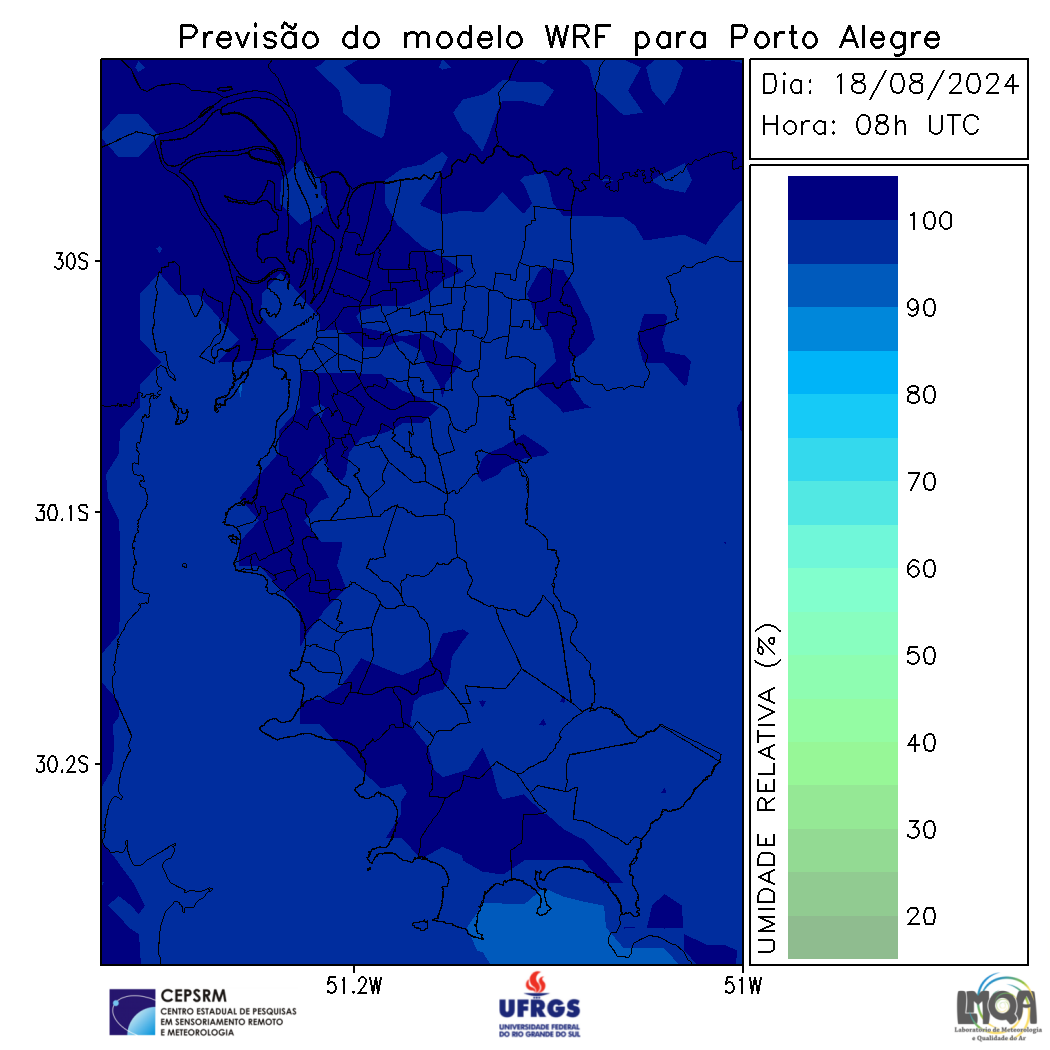 Previsão do modelo WRF para Porto Alegre
Dia: 18/08/2024
Hora: 08h UTC
30S
30.1S
30.2S
51.2W
51W
100
90
80
70
60
50
40
30
20
UMIDADE RELATIVA (%)
CEPSRM
CENTRO ESTADUAL DE PESQUISAS
EM SENSORIAMENTO REMOTO
E METEOROLOGIA
UFRGS
UNIVERSIDADE FEDERAL
DO RIO GRANDE DO SUL
LMQA
Laboratório de Meteorologia
e Qualidade do Ar